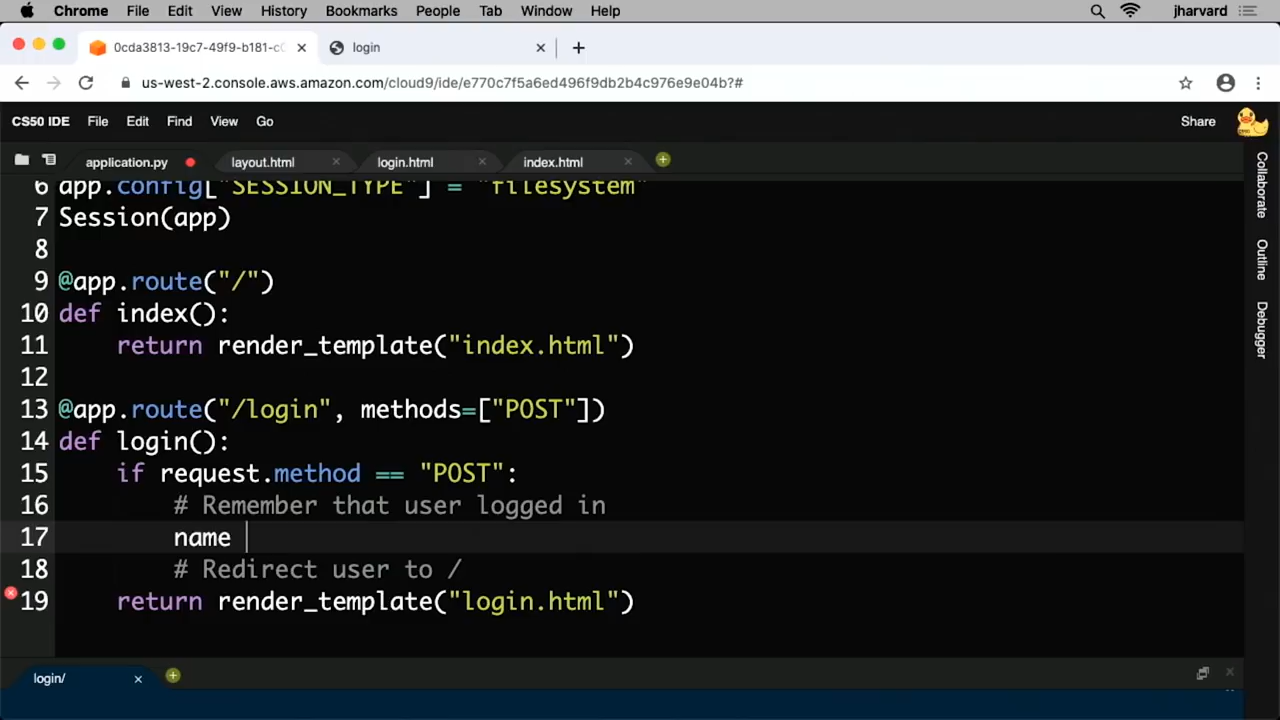 Chrome File Edit View History Bookmarks People Tab Window Help jharvard
0cda3813-19c7-49f9-b181-c login
us-west-2.console.aws.amazon.com/cloud9/ide/e770c7f5a6ed496f9db2b4c976e9e04b?#
CS50 IDE File Edit Find View Go Share
application.py layout.html login.html index.html
6 app.config["SESSION_TYPE"] = "filesystem"
7 Session(app)
8
9 @app.route("/")
10 def index():
11 return render_template("index.html")
12
13 @app.route("/login", methods=["POST"])
14 def login():
15 if request.method == "POST":
16 # Remember that user logged in
17 name
18 # Redirect user to /
19 return render_template("login.html")
login/
Collaborate
Outline
Debugger